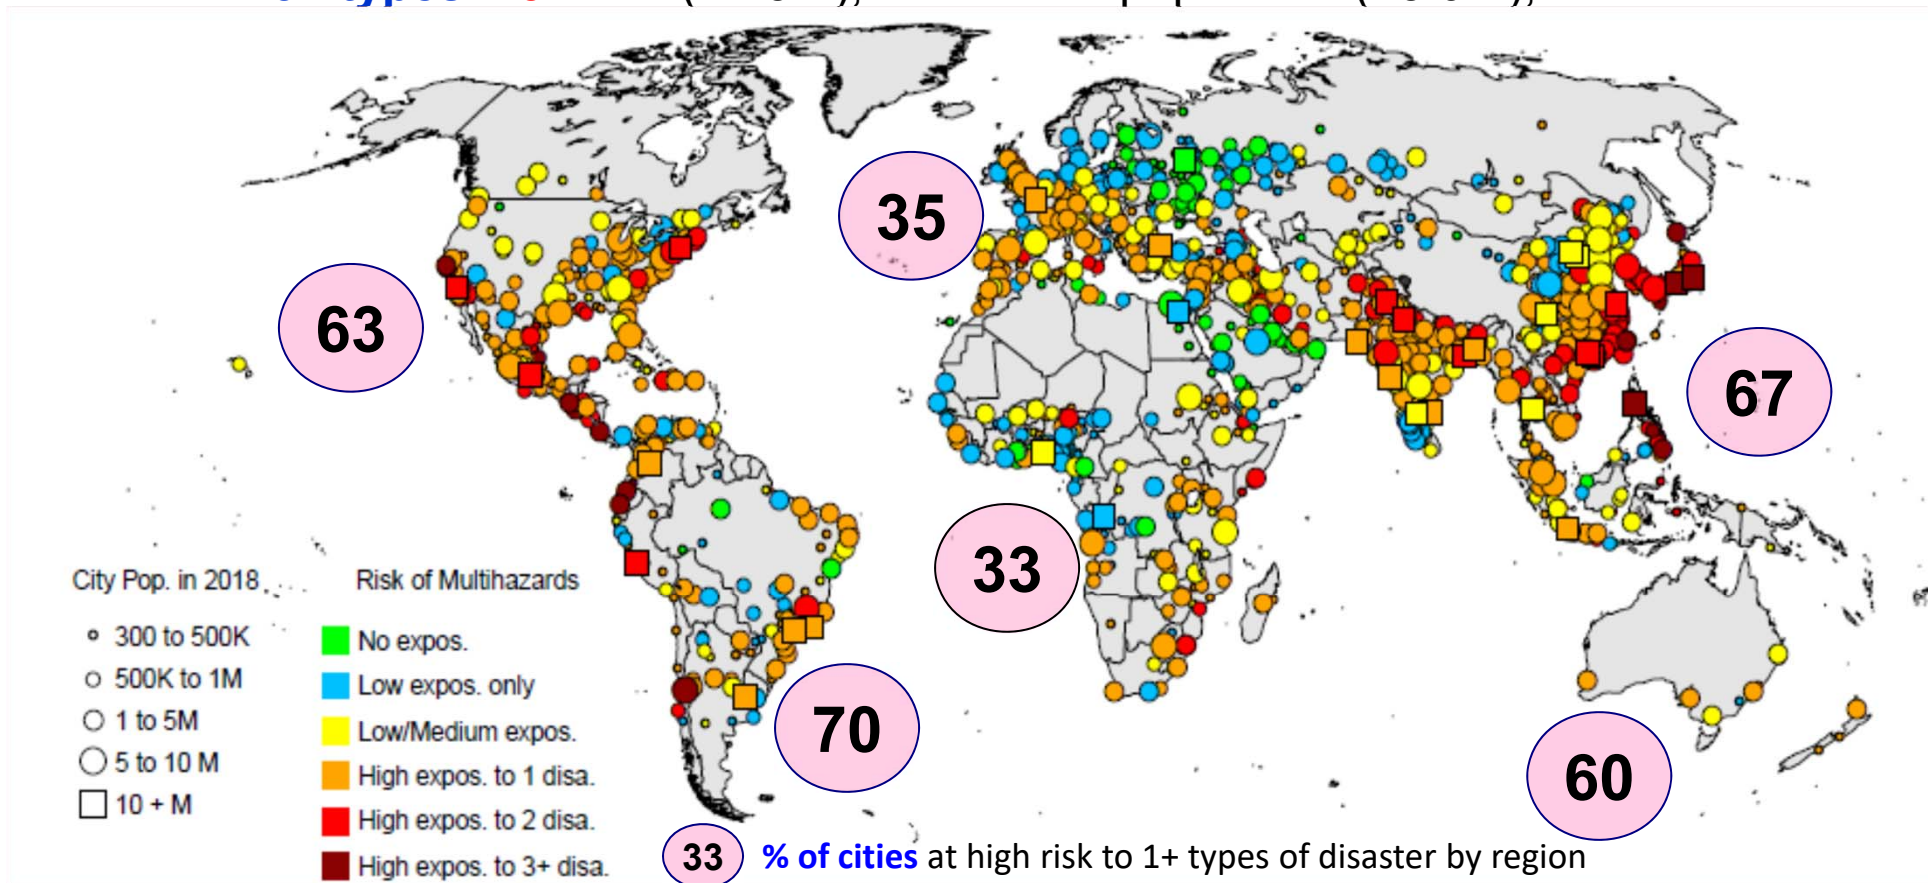 35
63
67
33
70
60
City Pop. in 2018
300 to 500K
500K to 1M
1 to 5M
5 to 10 M
10 + M
Risk of Multihazards
No expos.
Low expos. only
Low/Medium expos.
High expos. to 1 disa.
High expos. to 2 disa.
High expos. to 3+ disa.
33 % of cities at high risk to 1+ types of disaster by region